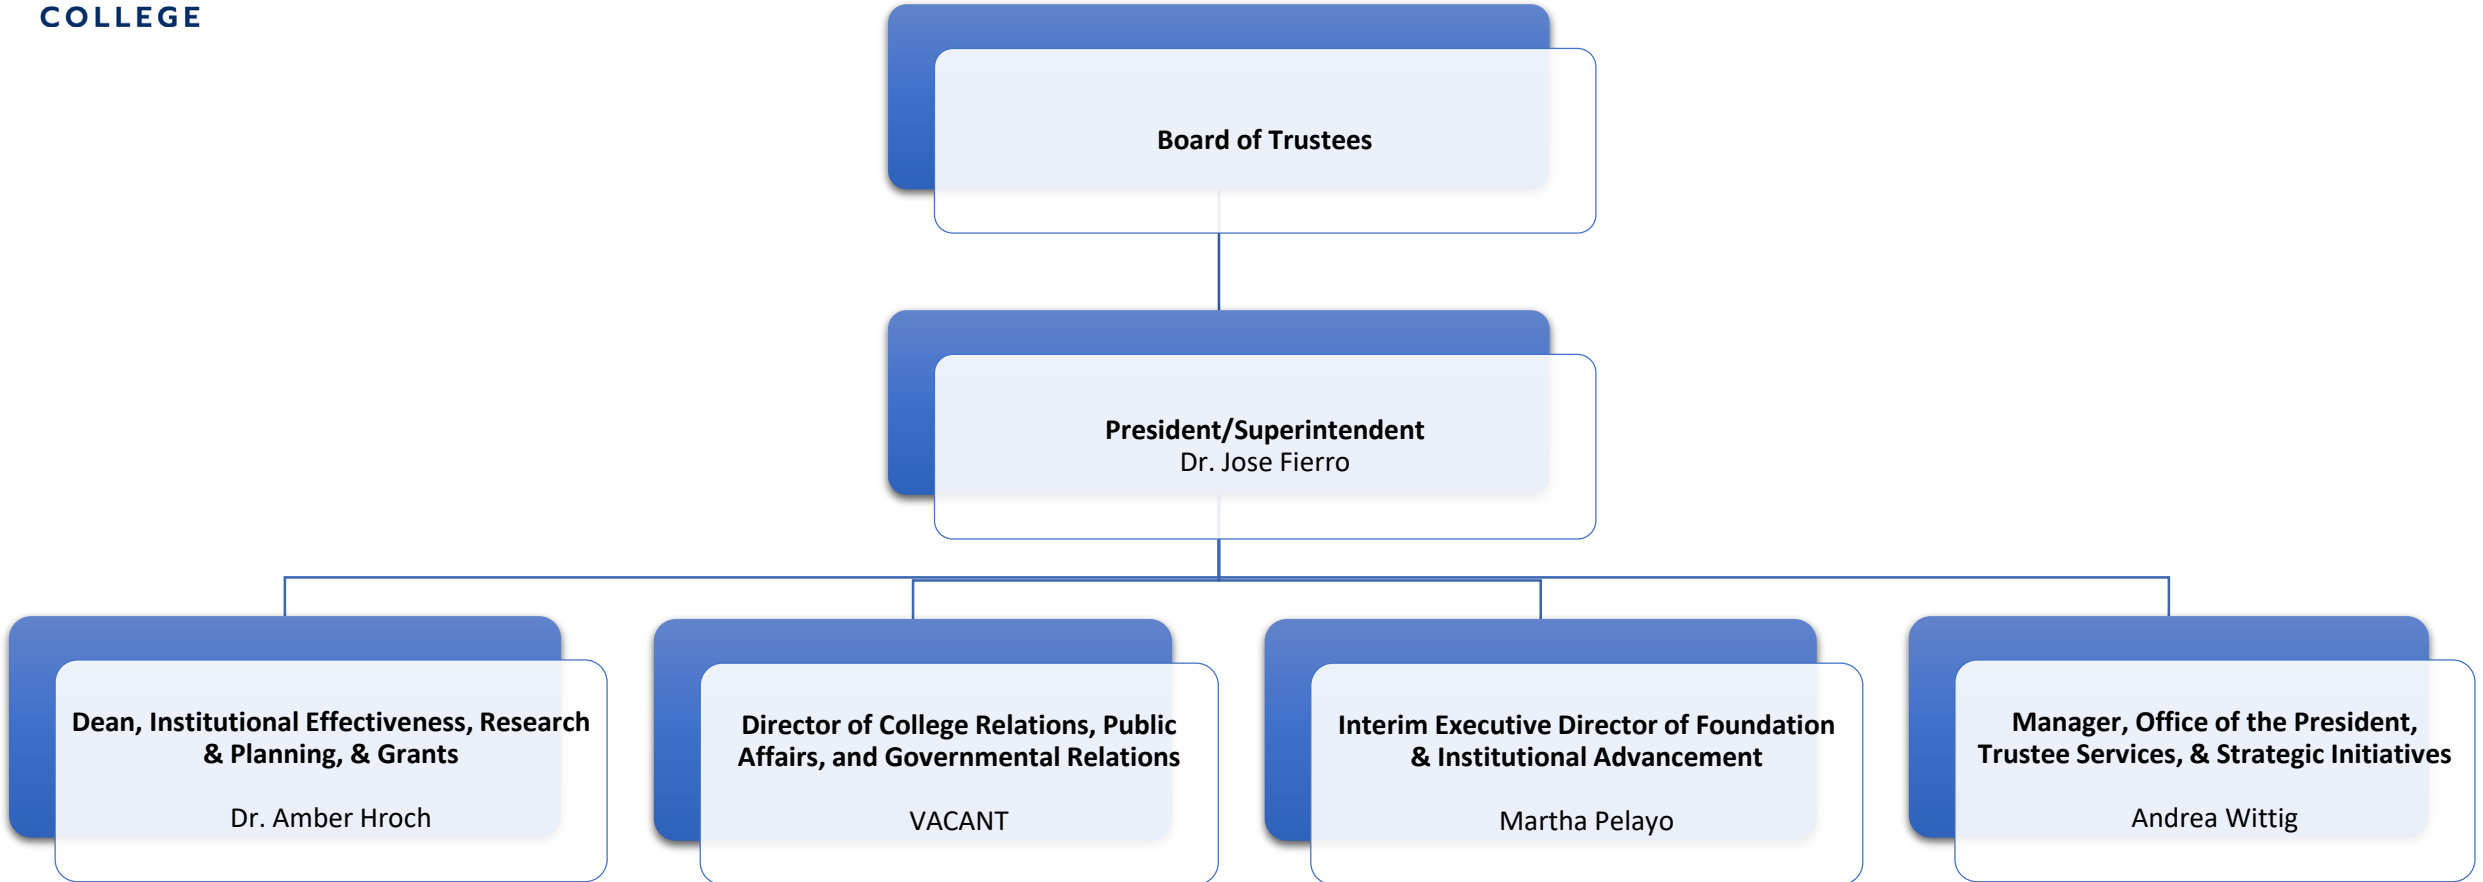 COLLEGE
Board of Trustees
President/Superintendent
Dr. Jose Fierro
Dean, Institutional Effectiveness, Research
& Planning, & Grants
Dr. Amber Hroch
Director of College Relations, Public
Affairs, and Governmental Relations
VACANT
Interim Executive Director of Foundation
& Institutional Advancement
Martha Pelayo
Manager, Office of the President,
Trustee Services, & Strategic Initiatives
Andrea Wittig